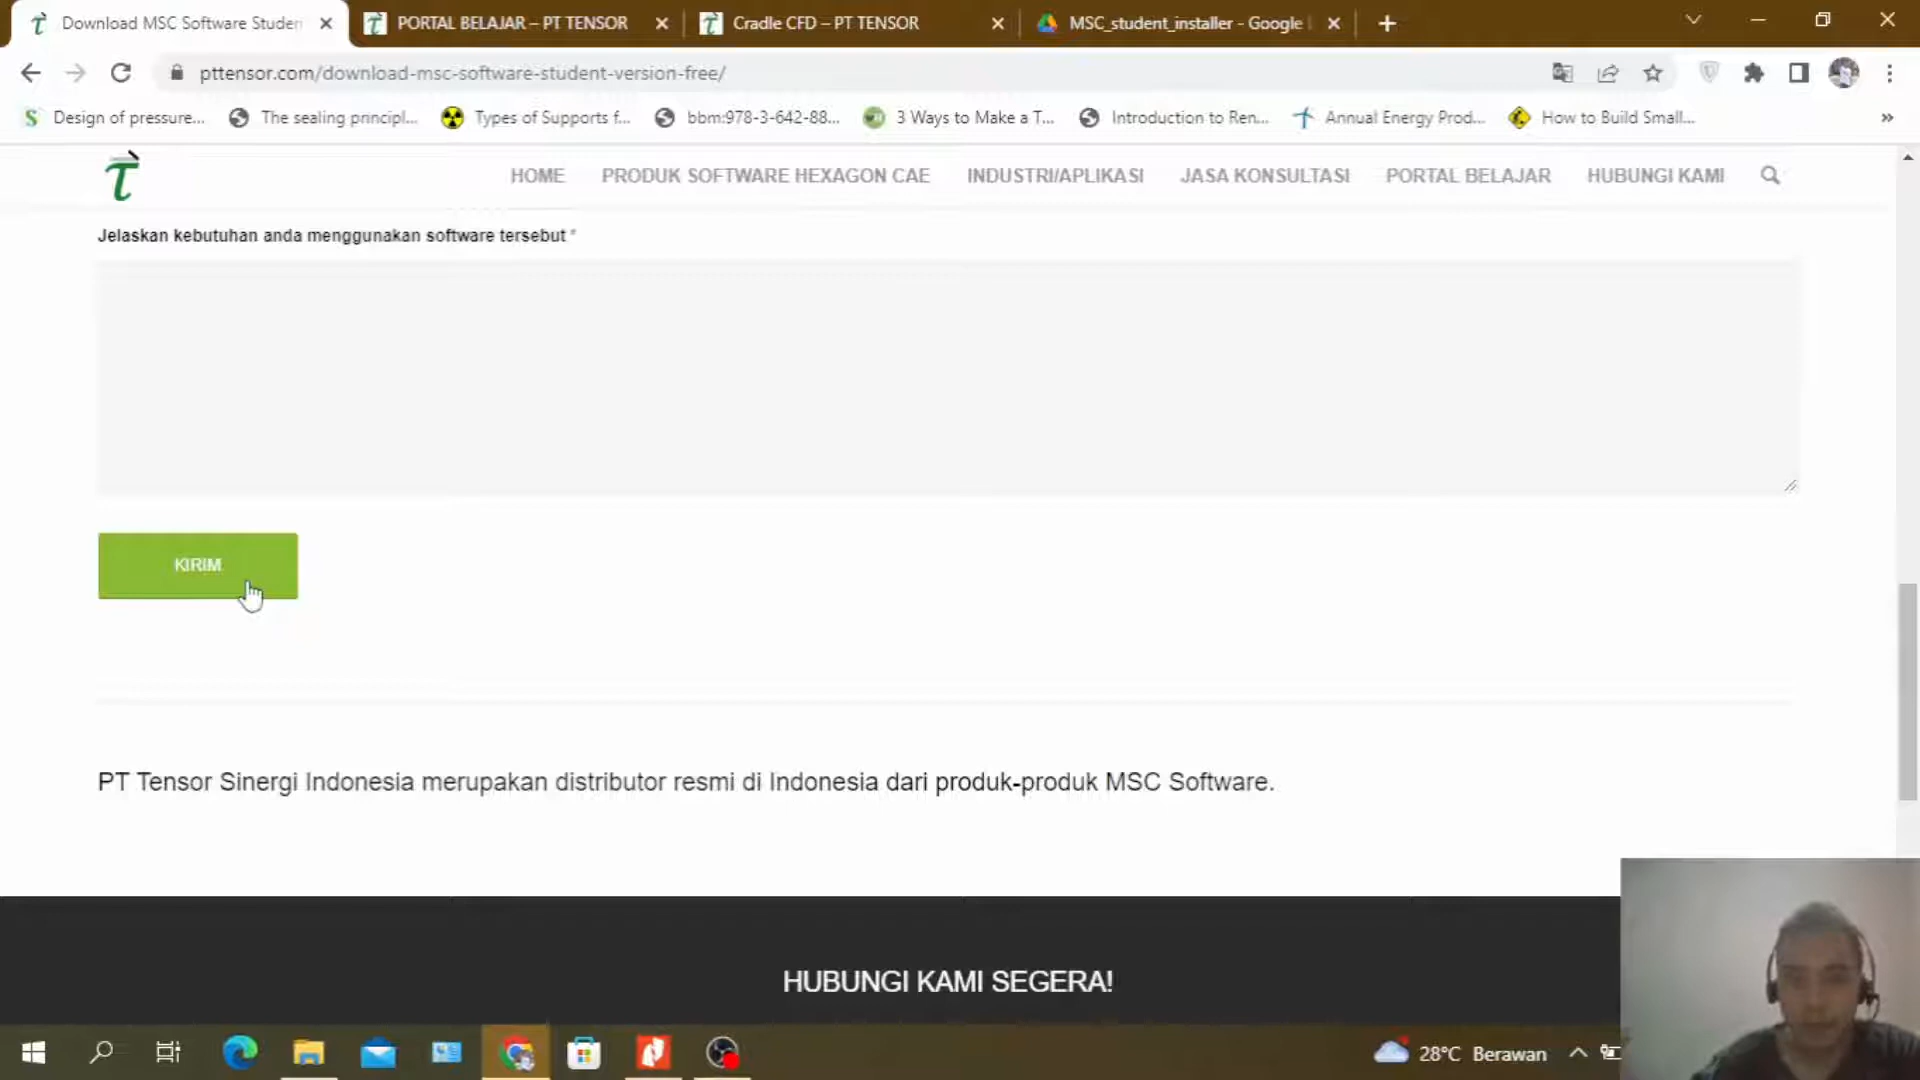 Download MSC Software Studen
PORTAL BELAJAR – PT TENSOR
Cradle CFD – PT TENSOR
MSC_student_installer - Google
pttensor.com/download-msc-software-student-version-free/
Design of pressure...
The sealing principl...
Types of Supports f...
bbm:978-3-642-88...
3 Ways to Make a T...
Introduction to Ren...
Annual Energy Prod...
How to Build Small...
HOME
PRODUK SOFTWARE HEXAGON CAE
INDUSTRI/APLIKASI
JASA KONSULTASI
PORTAL BELAJAR
HUBUNGI KAMI
Jelaskan kebutuhan anda menggunakan software tersebut *
KIRIM
PT Tensor Sinergi Indonesia merupakan distributor resmi di Indonesia dari produk-produk MSC Software.
HUBUNGI KAMI SEGERA!
28°C Berawan